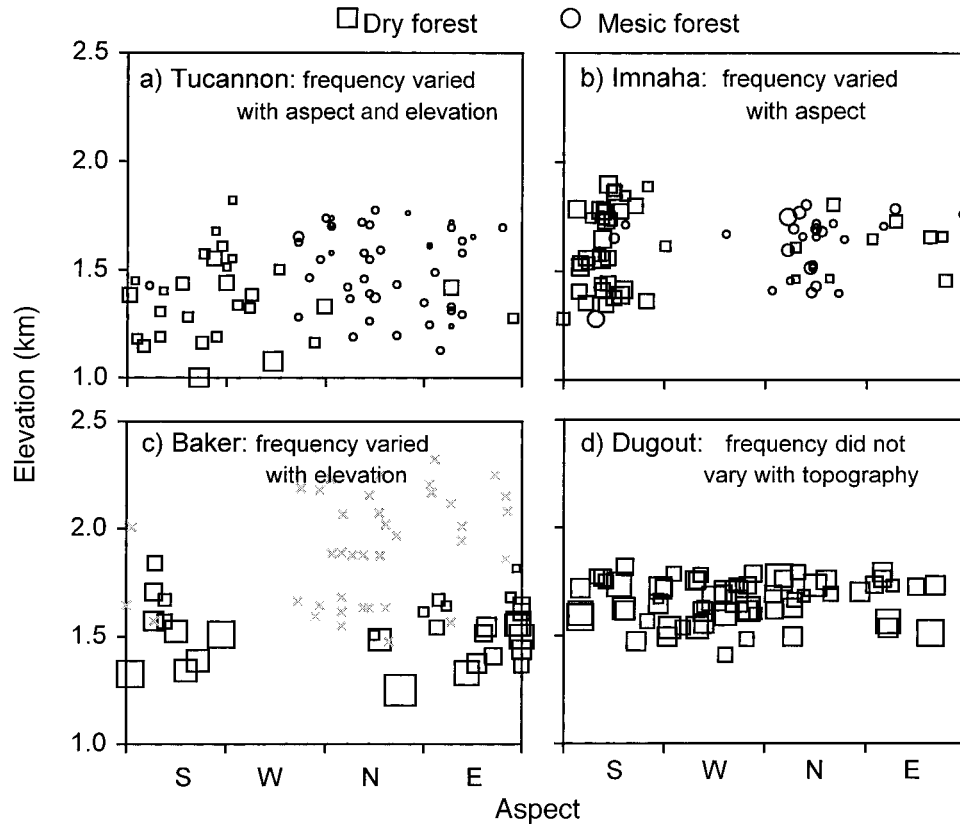 Dry forest Mesic forest
2.5
2.0
1.5
1.0
a) Tucannon: frequency varied
with aspect and elevation
b) Imnaha: frequency varied
with aspect
Elevation (km)
2.5
2.0
1.5
1.0
c) Baker: frequency varied
with elevation
d) Dugout: frequency did not
vary with topography
S W N E
S W N E
Aspect